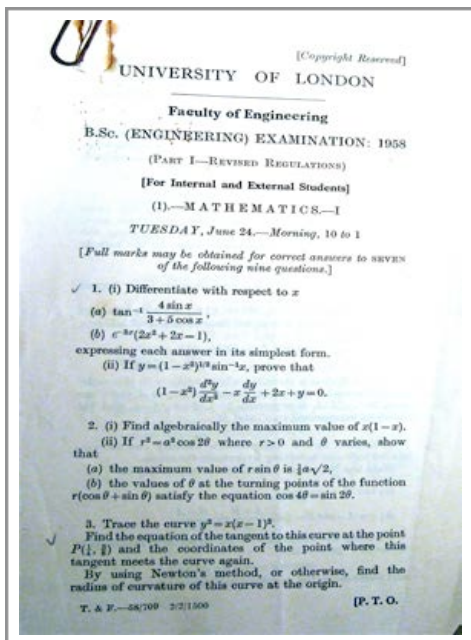 [Copyright Reserved]
UNIVERSITY OF LONDON
Faculty of Engineering
B.Sc. (ENGINEERING) EXAMINATION: 1958
(PART I—REVISED REGULATIONS)
[For Internal and External Students]
(1).—MATHEMATICS.—I
TUESDAY, June 24.—Morning, 10 to 1
[Full marks may be obtained for correct answers to SEVEN
of the following nine questions.]
✓ 1. (i) Differentiate with respect to x
(a) tan⁻¹ (4 sin x)/(3+5 cos x),
(b) e⁻³ˣ(2x²+2x−1),
expressing each answer in its simplest form.
(ii) If y=(1−x²)^{1/2} sin⁻¹x, prove that
(1−x²) d²y/dx² −x dy/dx +2x+y=0.
2. (i) Find algebraically the maximum value of x(1−x).
(ii) If r²=a² cos 2θ where r>0 and θ varies, show
that
(a) the maximum value of r sin θ is ¼a√2,
(b) the values of θ at the turning points of the function
r(cos θ+sin θ) satisfy the equation cos 4θ=sin 2θ.
✓ 3. Trace the curve y²=x(x−1)².
Find the equation of the tangent to this curve at the point
and the coordinates of the point where this
tangent meets the curve again.
By using Newton's method, or otherwise, find the
radius of curvature of this curve at the origin.
T. & F.—58/709 2/2/1500 [P. T. O.